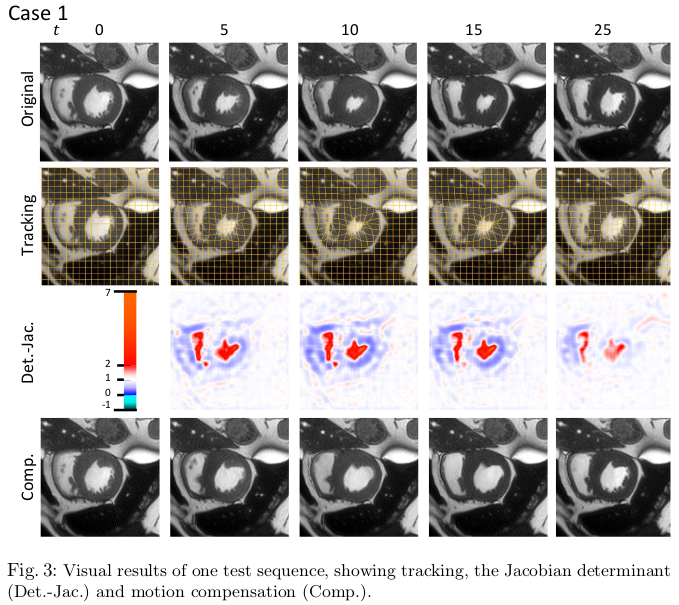 Case 1
t 0 5 10 15 25
Original
Tracking
Det.-Jac.
7
2
1
0
-1
Comp.
Fig. 3: Visual results of one test sequence, showing tracking, the Jacobian determinant
(Det.-Jac.) and motion compensation (Comp.).